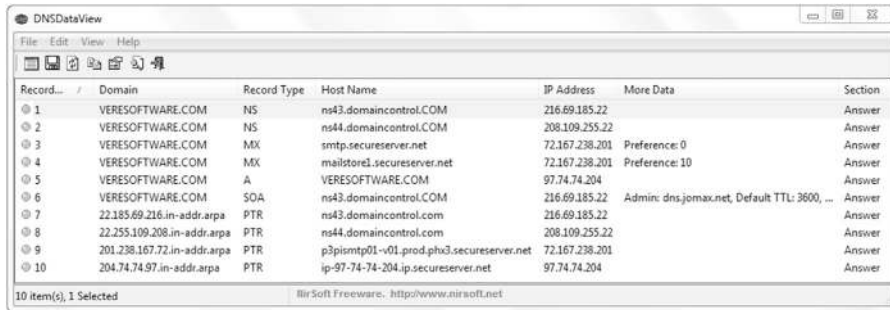 DNSDataView
File Edit View Help
Record... / Domain Record Type Host Name IP Address More Data Section
1 VERESOFTWARE.COM NS ns43.domaincontrol.COM 216.69.185.22 Answer
2 VERESOFTWARE.COM NS ns44.domaincontrol.COM 208.109.255.22 Answer
3 VERESOFTWARE.COM MX smtp.secureserver.net 72.167.238.201 Preference: 0 Answer
4 VERESOFTWARE.COM MX mailstore1.secureserver.net 72.167.238.201 Preference: 10 Answer
5 VERESOFTWARE.COM A VERESOFTWARE.COM 97.74.74.204 Answer
6 VERESOFTWARE.COM SOA ns43.domaincontrol.COM 216.69.185.22 Admin: dns.jomax.net, Default TTL: 3600, ... Answer
7 22.185.69.216.in-addr.arpa PTR ns43.domaincontrol.com 216.69.185.22 Answer
8 22.255.109.208.in-addr.arpa PTR ns44.domaincontrol.com 208.109.255.22 Answer
9 201.238.167.72.in-addr.arpa PTR p3pismtp01-v01.prod.phx3.secureserver.net 72.167.238.201 Answer
10 204.74.74.97.in-addr.arpa PTR ip-97-74-74-204.ip.secureserver.net 97.74.74.204 Answer
10 item(s), 1 Selected NirSoft Freeware. http://www.nirsoft.net